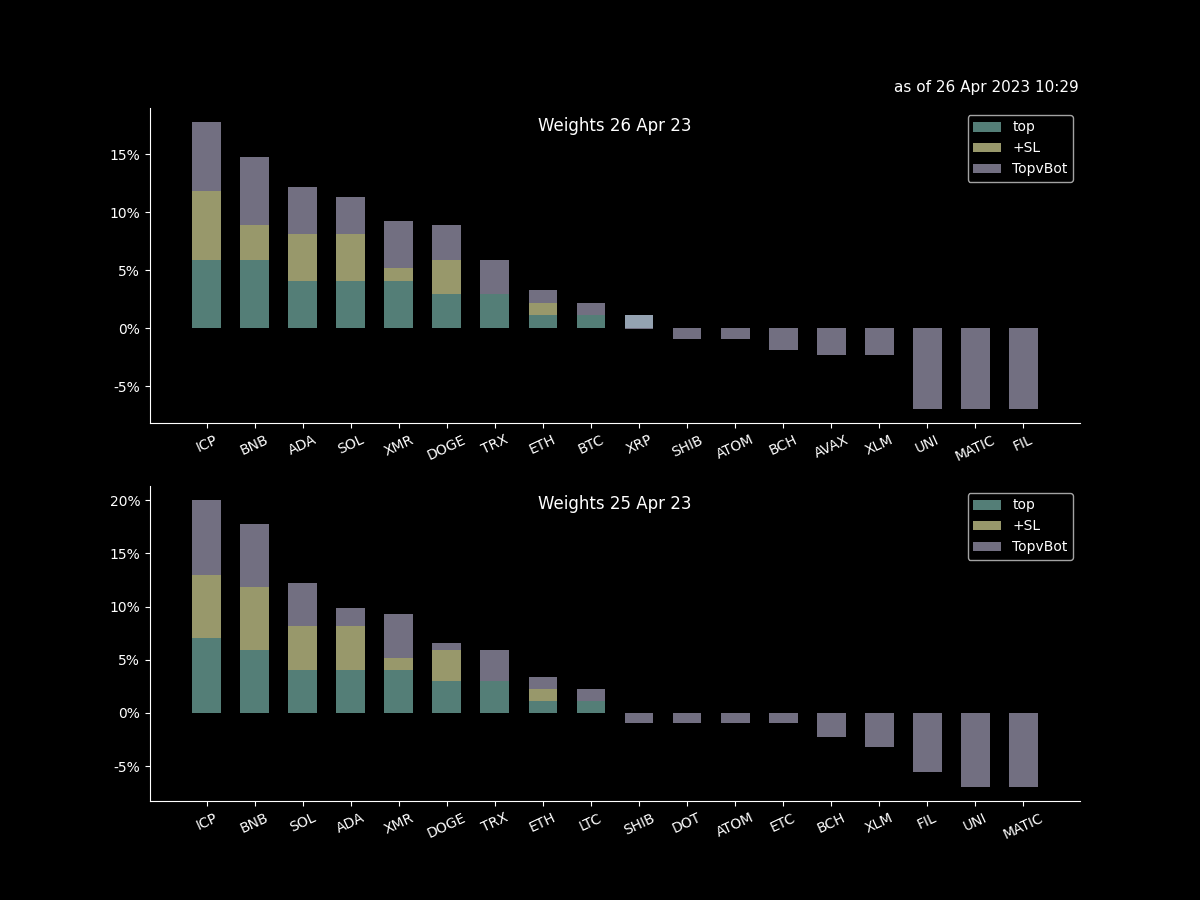 as of 26 Apr 2023 10:29
Weights 26 Apr 23
top
+SL
TopvBot
15%
10%
5%
0%
-5%
ICP BNB ADA SOL XMR DOGE TRX ETH BTC XRP SHIB ATOM BCH AVAX XLM UNI MATIC FIL
Weights 25 Apr 23
top
+SL
TopvBot
20%
15%
10%
5%
0%
-5%
ICP BNB SOL ADA XMR DOGE TRX ETH LTC SHIB DOT ATOM ETC BCH XLM FIL UNI MATIC